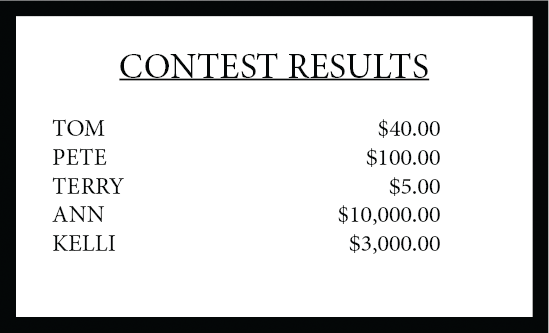 CONTEST RESULTS
TOM $40.00
PETE $100.00
TERRY $5.00
ANN $10,000.00
KELLI $3,000.00